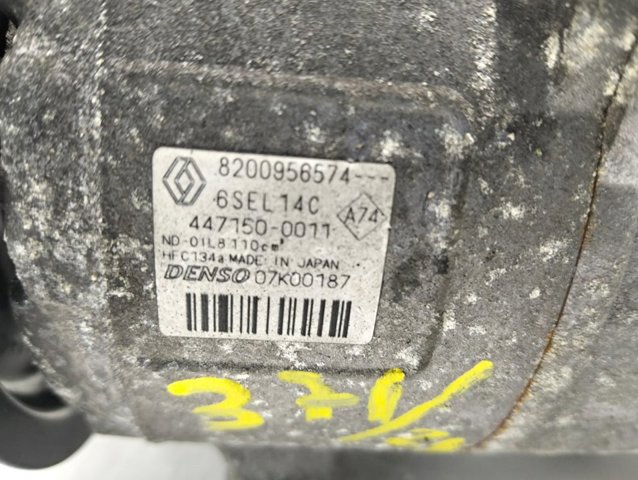 8200956574---
6SEL14C
A74
447150-0011
ND-OIL8 110cm³
HFC134a MADE IN JAPAN
DENSO 07K00187